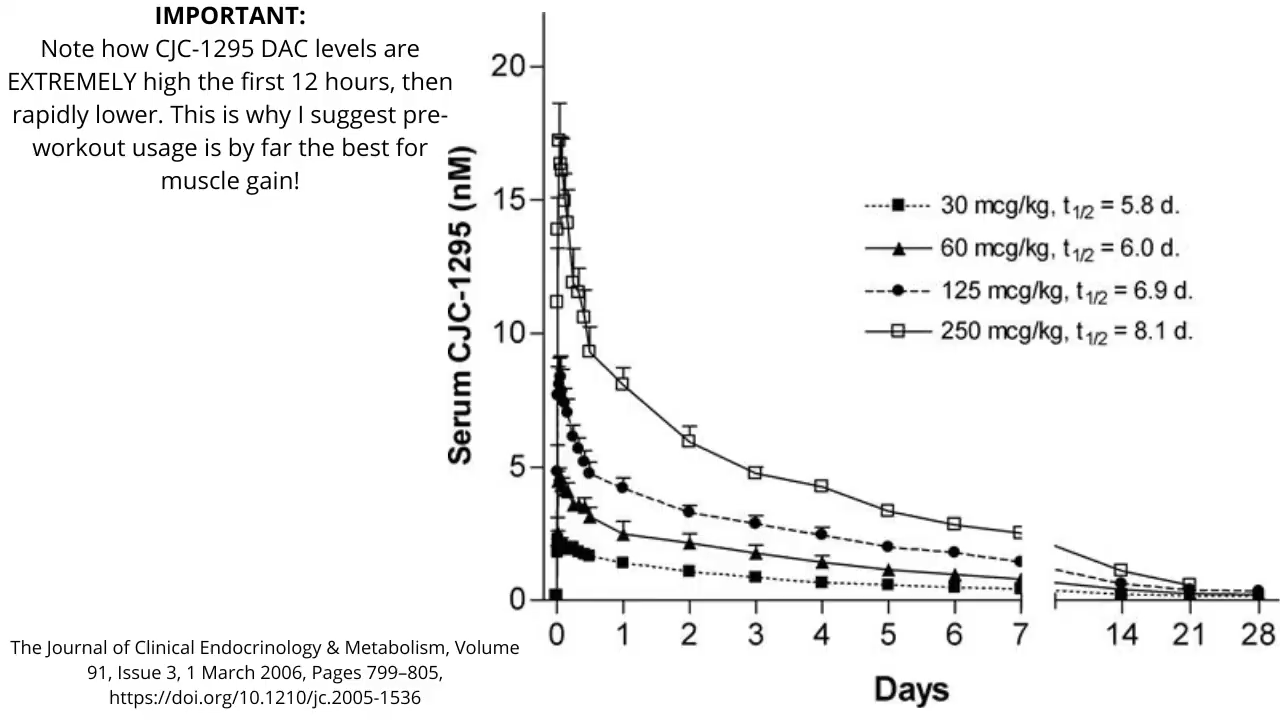 IMPORTANT:
Note how CJC-1295 DAC levels are
EXTREMELY high the first 12 hours, then
rapidly lower. This is why I suggest pre-
workout usage is by far the best for
muscle gain!
Serum CJC-1295 (nM)
20
15
10
5
0
30 mcg/kg, t1/2 = 5.8 d.
60 mcg/kg, t1/2 = 6.0 d.
125 mcg/kg, t1/2 = 6.9 d.
250 mcg/kg, t1/2 = 8.1 d.
0 1 2 3 4 5 6 7 14 21 28
Days
The Journal of Clinical Endocrinology & Metabolism, Volume
91, Issue 3, 1 March 2006, Pages 799–805,
https://doi.org/10.1210/jc.2005-1536